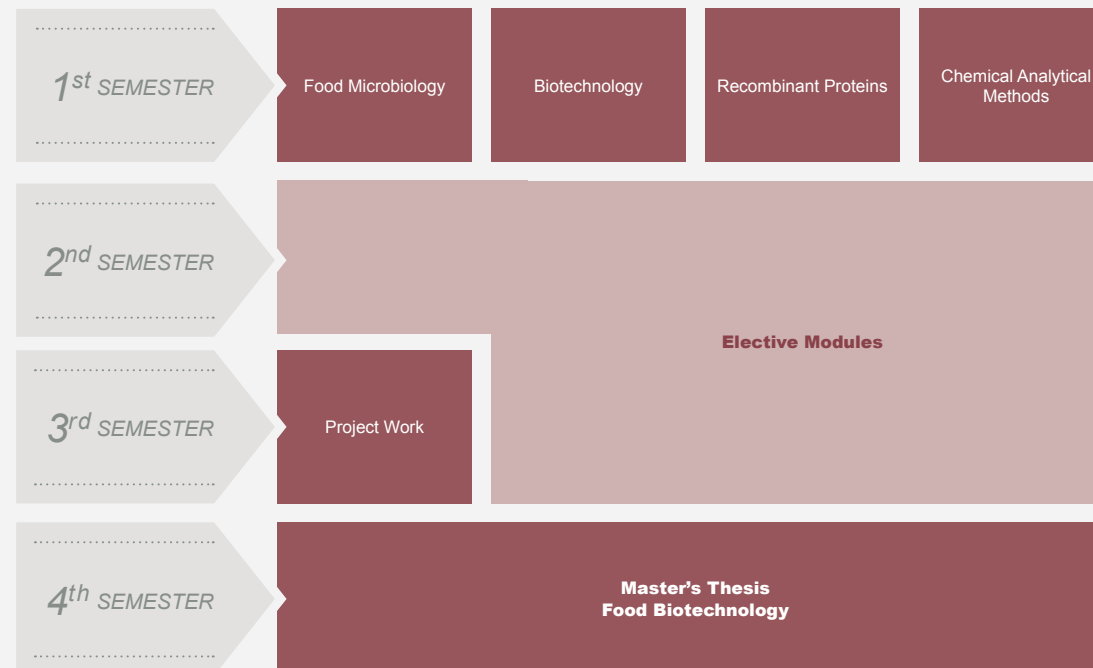 1st SEMESTER
Food Microbiology
Biotechnology
Recombinant Proteins
Chemical Analytical
Methods
2nd SEMESTER
Elective Modules
3rd SEMESTER
Project Work
4th SEMESTER
Master’s Thesis
Food Biotechnology